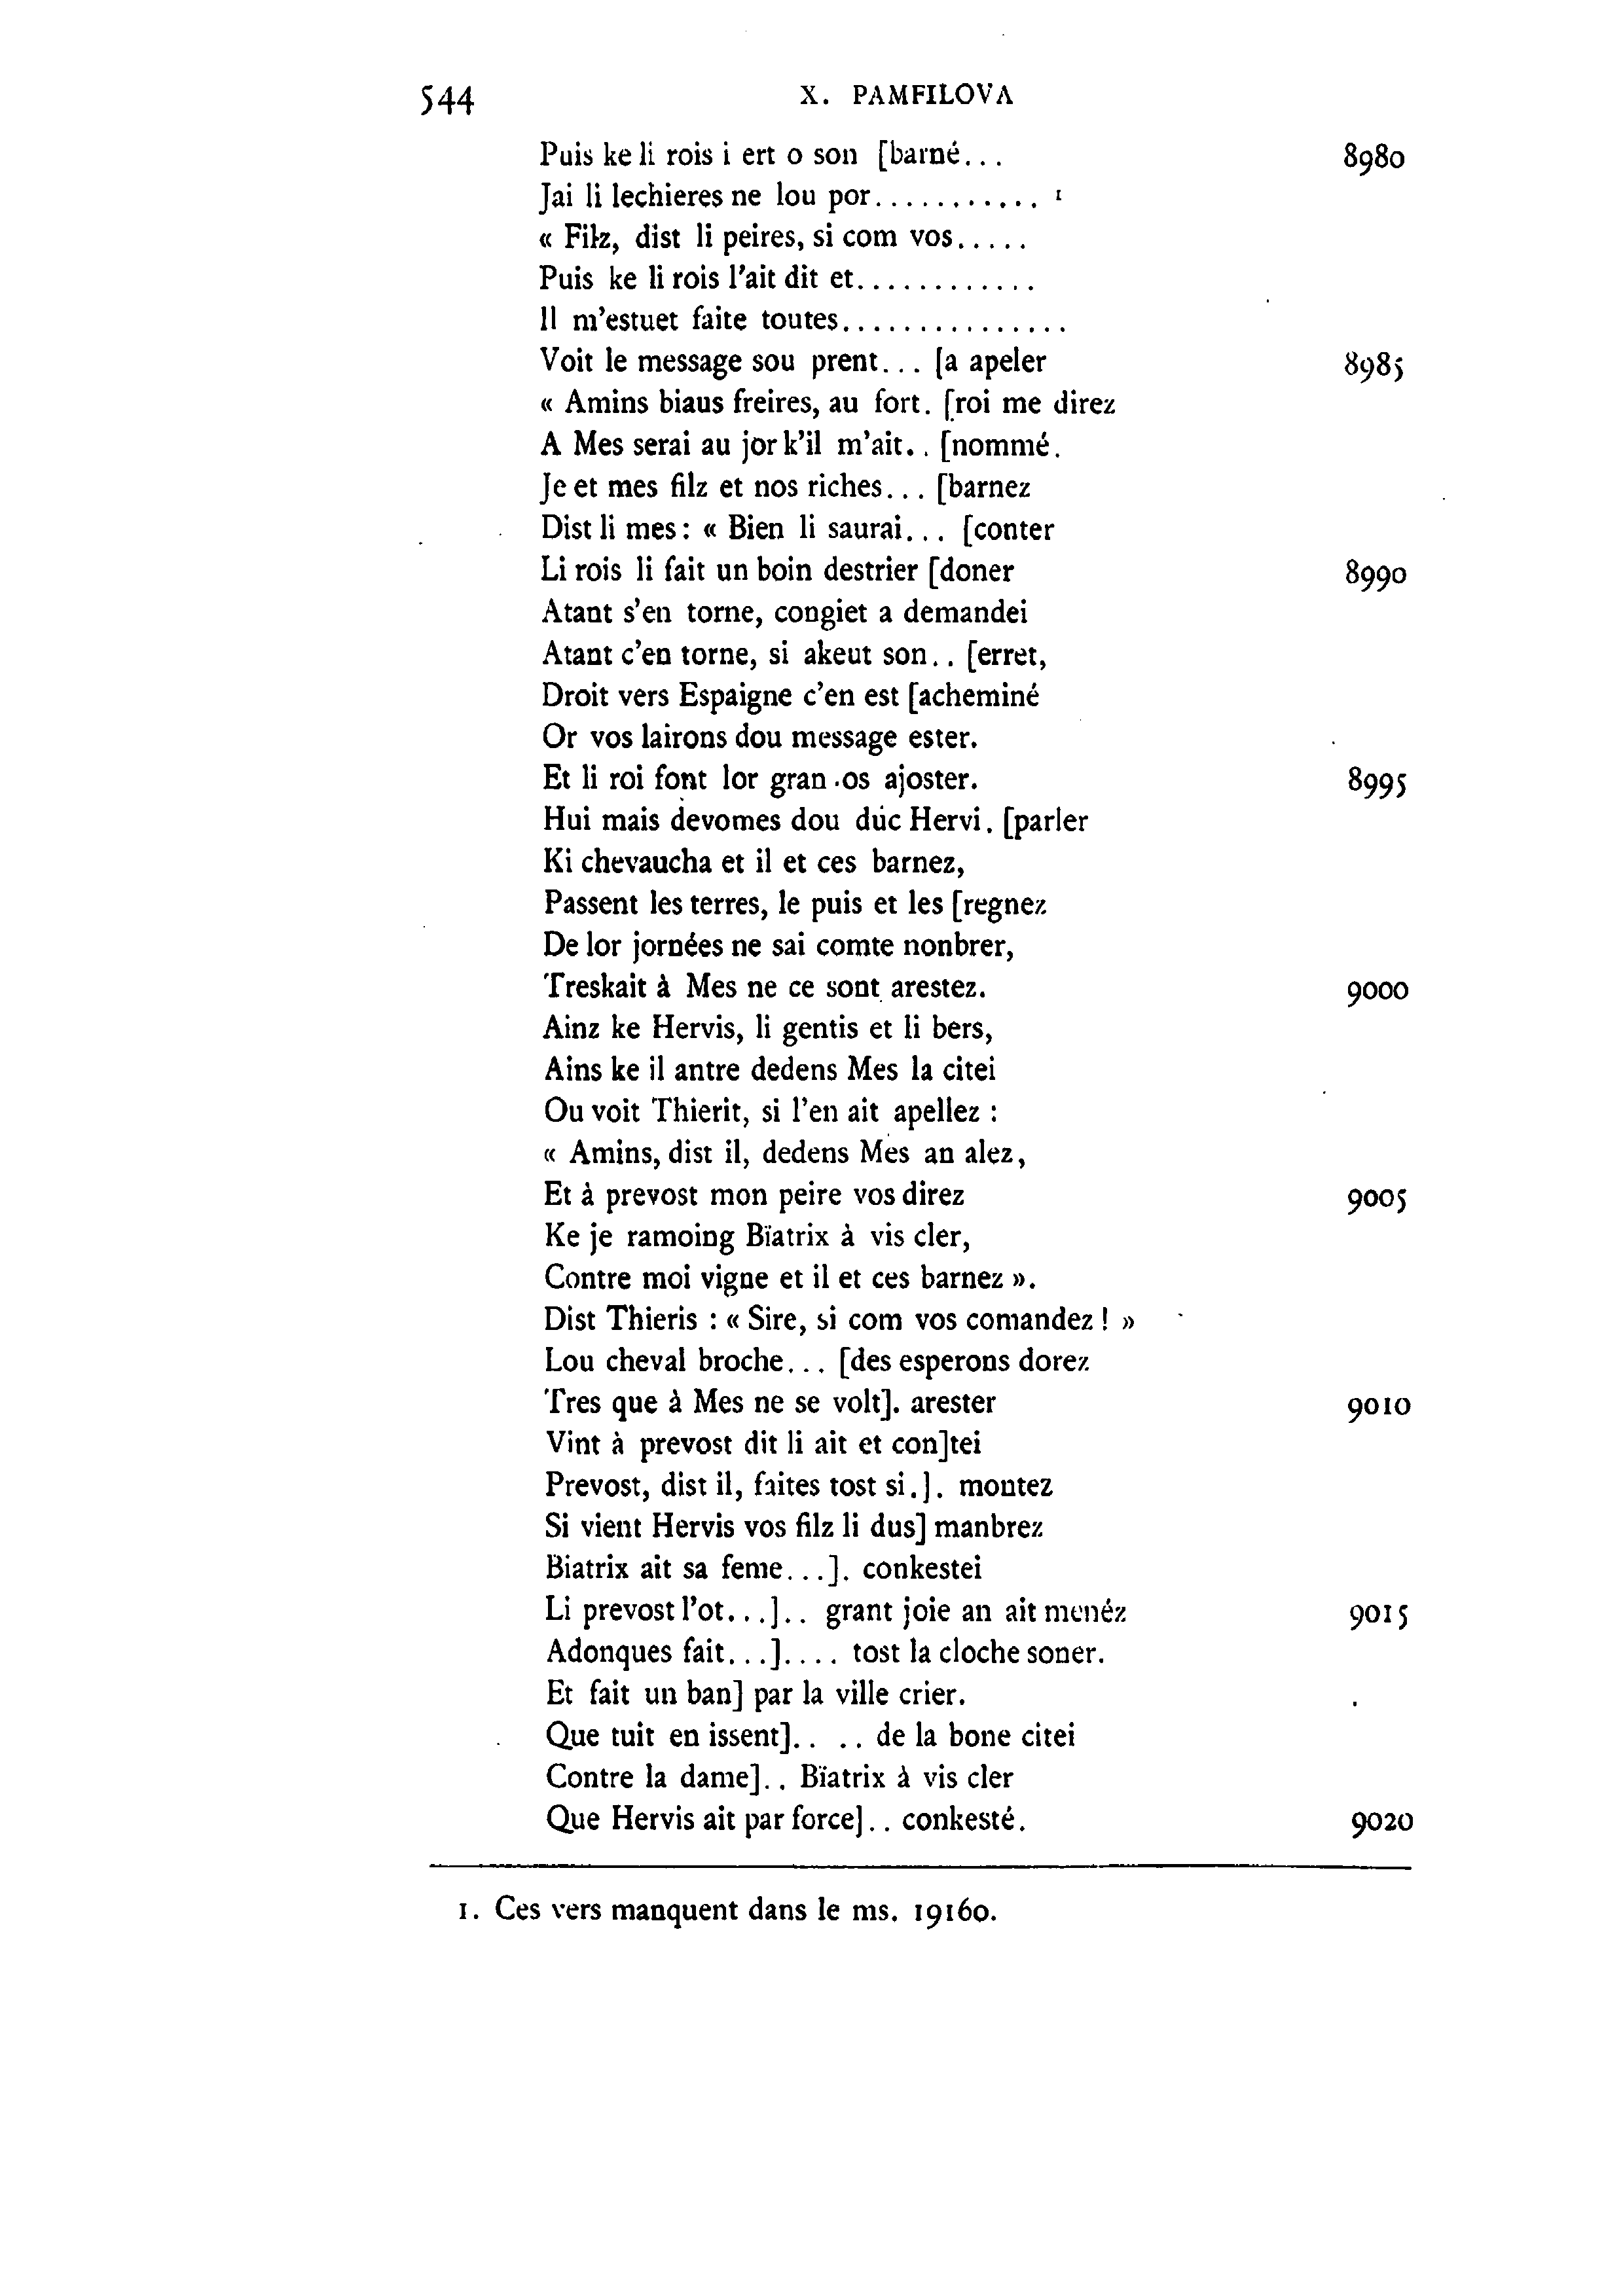 544 X. PAMFILOVA
Puis ke li rois i ert o son [barné... 8980
Jai li lechieres ne lou por........... 1
« Filz, dist li peires, si com vos.....
Puis ke li rois l'ait dit et............
Il m'estuet faite toutes...............
Voit le message sou prent... [a apeler 8985
« Amins biaus freires, au fort. [roi me direz
A Mes serai au jor k'il m'ait.. [nommé.
Je et mes filz et nos riches... [barnez
Dist li mes : « Bien li saurai... [conter
Li rois li fait un boin destrier [doner 8990
Atant s'en torne, congiet a demandei
Atant c'en torne, si akeut son.. [erret,
Droit vers Espaigne c'en est [acheminé
Or vos lairons dou message ester.
Et li roi font lor gran os ajoster. 8995
Hui mais devomes dou duc Hervi. [parler
Ki chevaucha et il et ces barnez,
Passent les terres, le puis et les [regnez
De lor jornées ne sai comte nonbrer,
Treskait à Mes ne ce sont arestez. 9000
Ainz ke Hervis, li gentis et li bers,
Ains ke il antre dedens Mes la citei
Ou voit Thierit, si l'en ait apellez :
« Amins, dist il, dedens Mes an alez,
Et à prevost mon peire vos direz 9005
Ke je ramoing Bïatrix à vis cler,
Contre moi vigne et il et ces barnez ».
Dist Thieris : « Sire, si com vos comandez ! »
Lou cheval broche... [des esperons dorez
Tres que à Mes ne se volt]. arester 9010
Vint à prevost dit li ait et con]tei
Prevost, dist il, faites tost si.]. montez
Si vient Hervis vos filz li dus] manbrez
Biatrix ait sa feme...]. conkestei
Li prevost l'ot...].. grant joie an ait menéz 9015
Adonques fait...].... tost la cloche soner.
Et fait un ban] par la ville crier.
Que tuit en issent].. .. de la bone citei
Contre la dame].. Bïatrix à vis cler
Que Hervis ait par force].. conkesté. 9020
1. Ces vers manquent dans le ms. 19160.